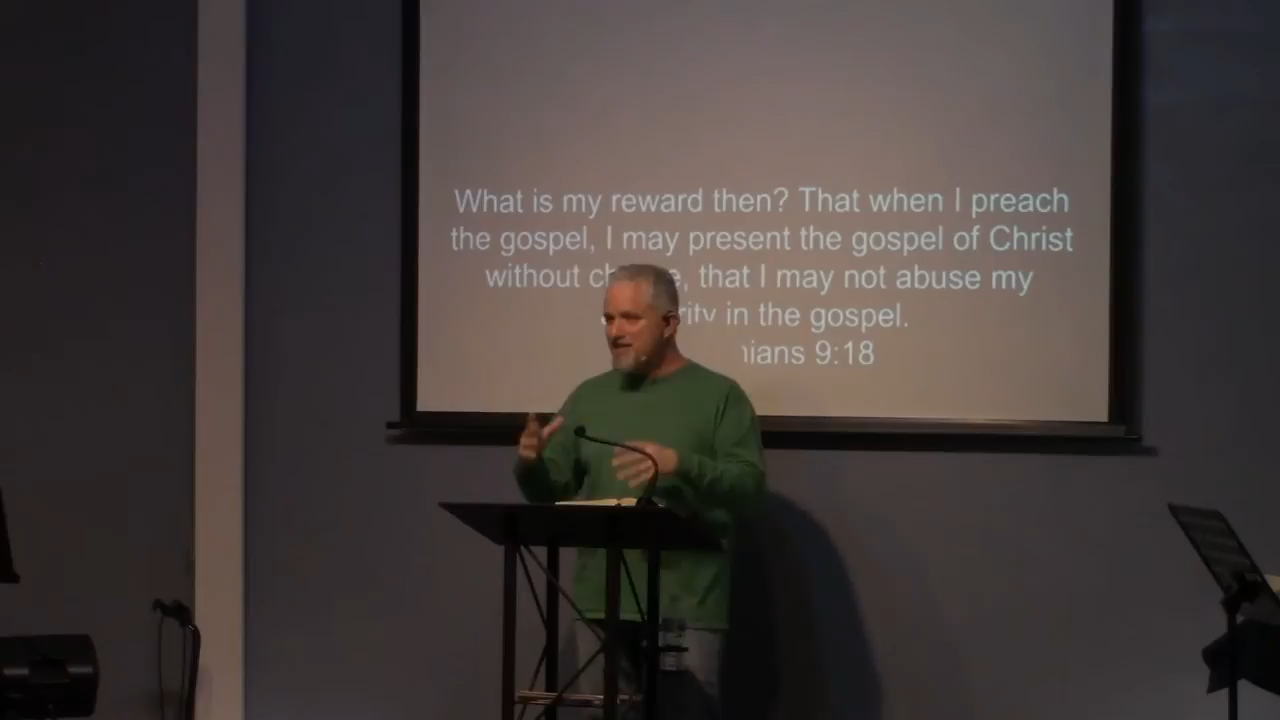 What is my reward then? That when I preach
the gospel, I may present the gospel of Christ
without , that I may not abuse my
in the gospel.
9:18